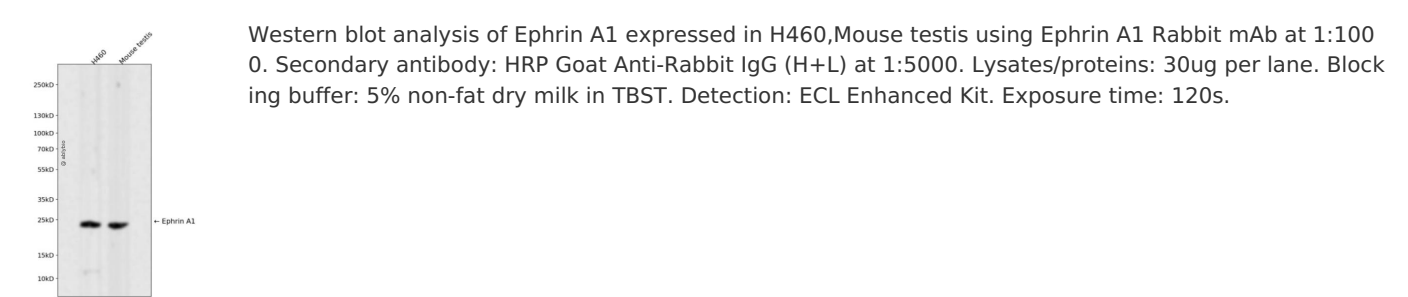 H460
Mouse testis
250kD
130kD
100kD
70kD
55kD
35kD
25kD
15kD
10kD
@ abybio
← Ephrin A1
Western blot analysis of Ephrin A1 expressed in H460,Mouse testis using Ephrin A1 Rabbit mAb at 1:100
0. Secondary antibody: HRP Goat Anti-Rabbit IgG (H+L) at 1:5000. Lysates/proteins: 30ug per lane. Block
ing buffer: 5% non-fat dry milk in TBST. Detection: ECL Enhanced Kit. Exposure time: 120s.